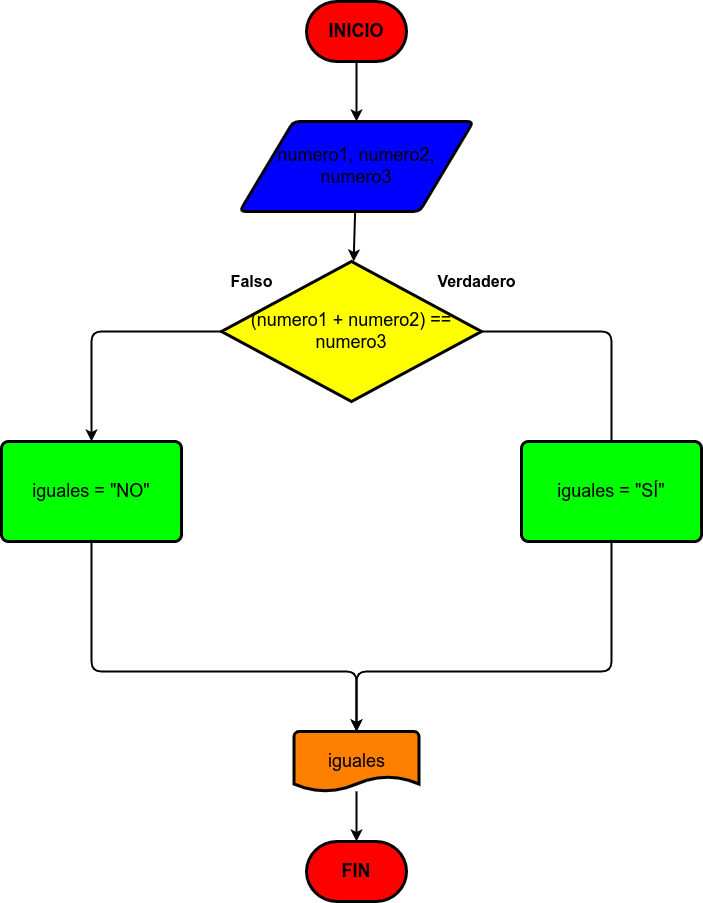 INICIO
numero1, numero2,
numero3
Falso
Verdadero
(numero1 + numero2) ==
numero3
iguales = "NO"
iguales = "SÍ"
iguales
FIN